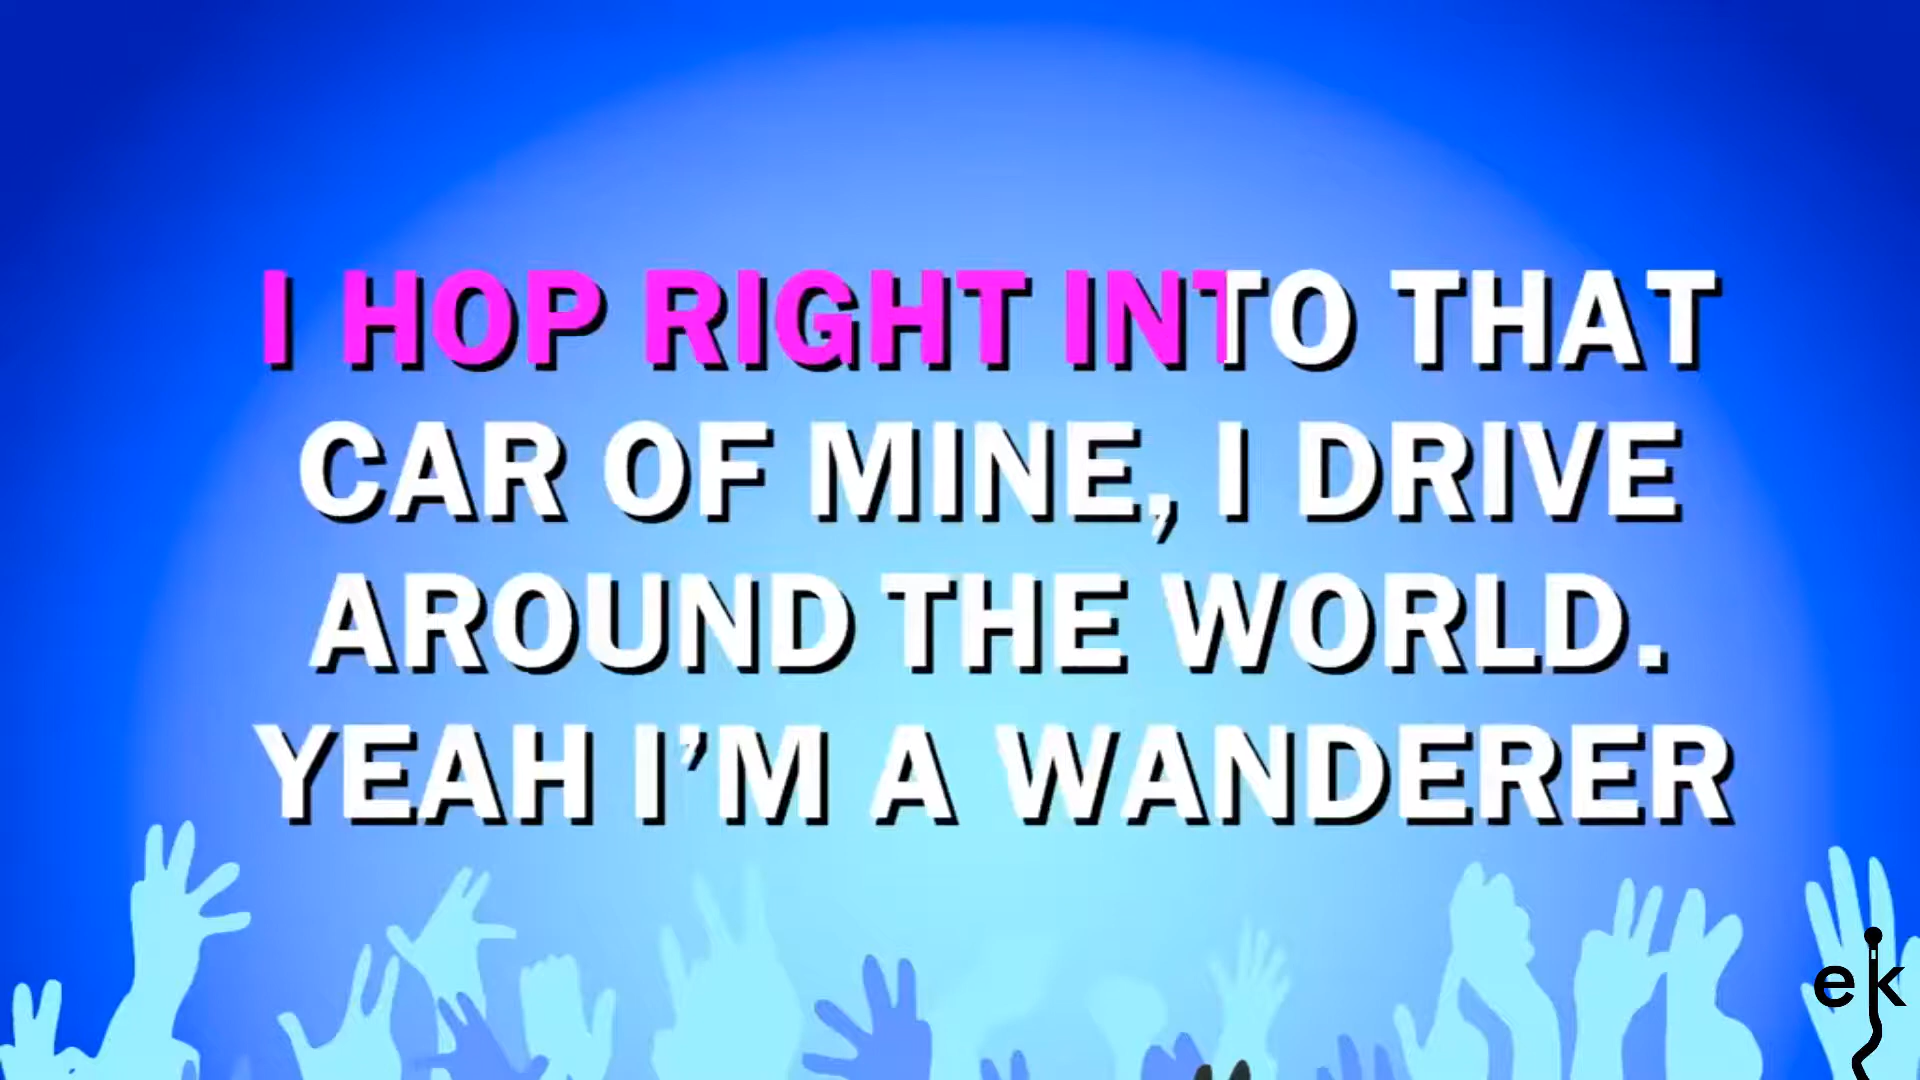 I HOP RIGHT INTO THAT
CAR OF MINE, I DRIVE
AROUND THE WORLD.
YEAH I’M A WANDERER
ek